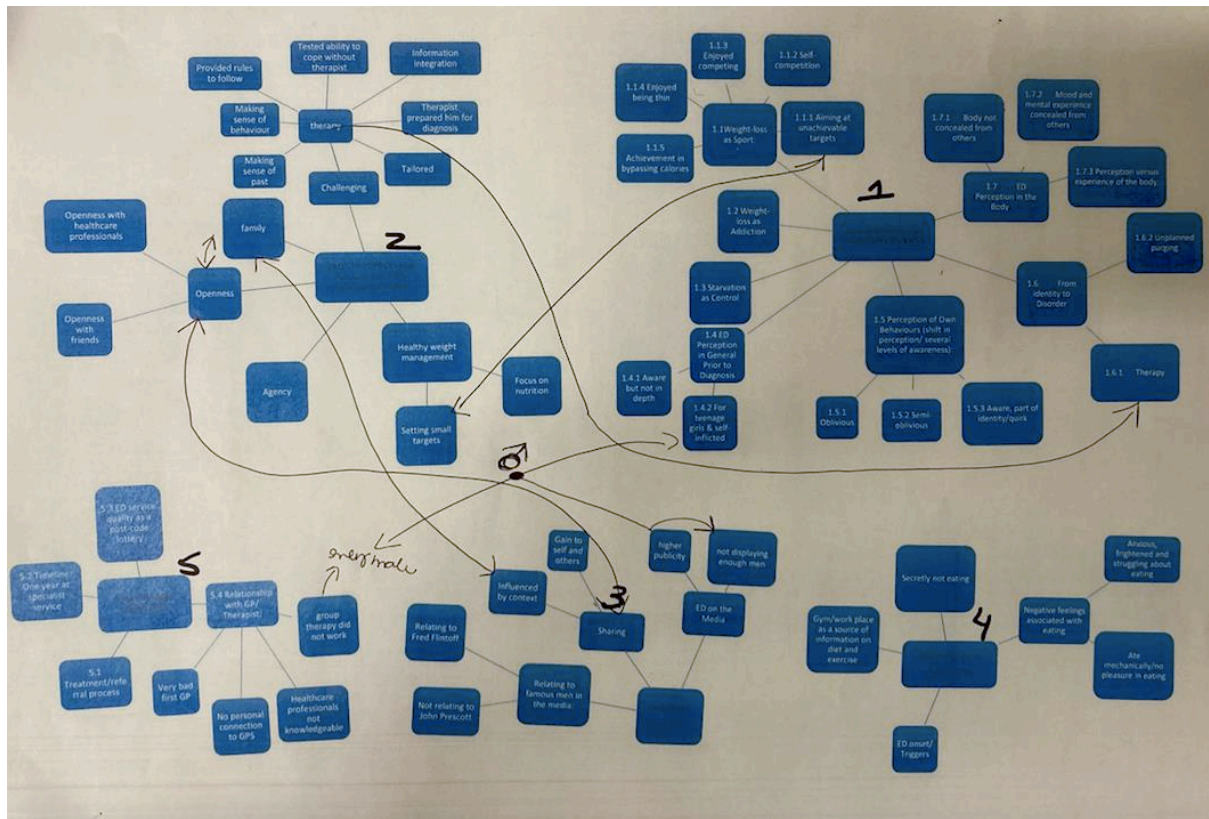 Tested ability to
cope without
therapist
Information
integration
Provided rules
to follow
Making
sense of
behaviour
therapy
Therapist
prepared him for
diagnosis
Making
sense of
past
Challenging
Tailored
Openness with
healthcare
professionals
family
2
Openness
Openness
with
friends
Agency
Healthy weight
management
Focus on
nutrition
Setting small
targets
1.1.3
Enjoyed
competing
1.1.2 Self-
competition
1.1.4 Enjoyed
being thin
1.1Weight-loss
as Sport
1.1.1 Aiming at
unachievable
targets
1.1.5
Achievement in
bypassing calories
1
1.2 Weight-
loss as
Addiction
1.3 Starvation
as Control
1.4 ED
Perception
in General
Prior to
Diagnosis
1.4.1 Aware
but not in
depth
1.4.2 For
teenage
girls & self-
inflicted
1.5 Perception of Own
Behaviours (shift in
perception/ several
levels of awareness)
1.5.1
Oblivious
1.5.2 Semi-
oblivious
1.5.3 Aware, part of
identity/quirk
1.7.1 Body not
concealed from
others
1.7.2 Mood and
mental experience
concealed from
others
1.7 ED
Perception in the
Body
1.7.3 Perception versus
experience of the body
1.6 From
identity to
Disorder
1.6.2 Unplanned
purging
1.6.1 Therapy
♂
5.3 ED service
quality as a
post-code
lottery
5
5.2 Timeline:
One year at
specialist
service
5.4 Relationship
with GP/
Therapist
only male
group
therapy did
not work
5.1
Treatment/refe
rral process
Very bad
first GP
No personal
connection
to GPS
Healthcare
professionals
not
knowledgeable
Gain to
self and
others
higher
publicity
not displaying
enough men
Influenced
by context
3
Sharing
ED on the
Media
Relating to
Fred Flintoff
Relating to
famous men in
the media
Not relating to
John Prescott
Secretly not eating
Anxious,
frightened and
struggling about
eating
Gym/work place
as a source of
information on
diet and
exercise
4
Negative feelings
associated with
eating
Ate
mechanically/no
pleasure in eating
ED onset/
Triggers